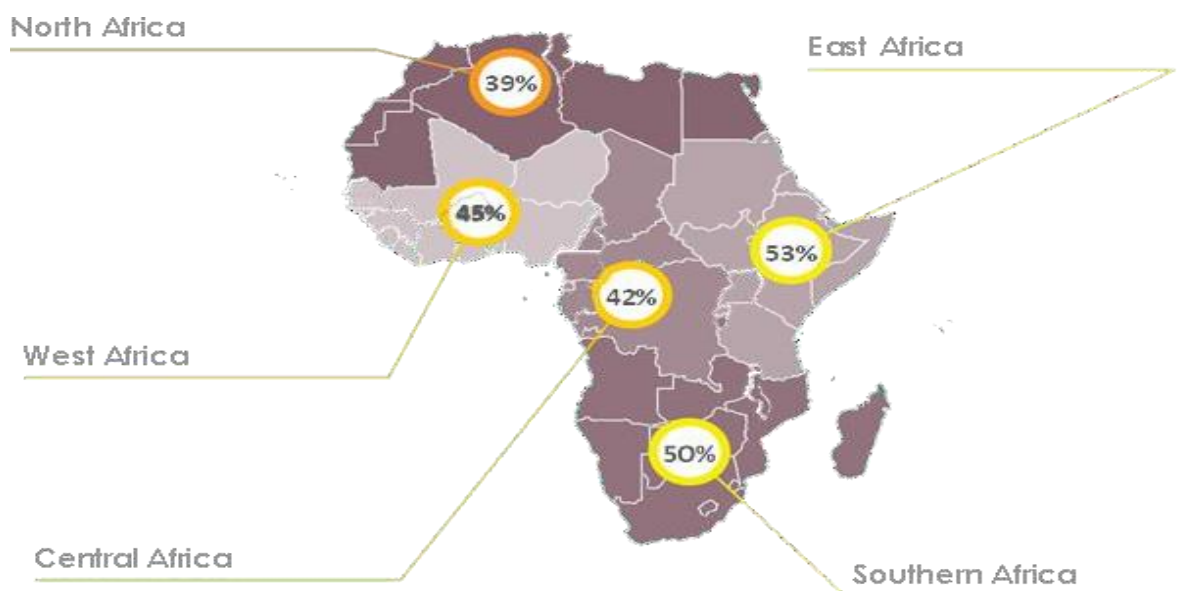 North Africa
East Africa
39%
45%
53%
42%
West Africa
50%
Central Africa
Southern Africa